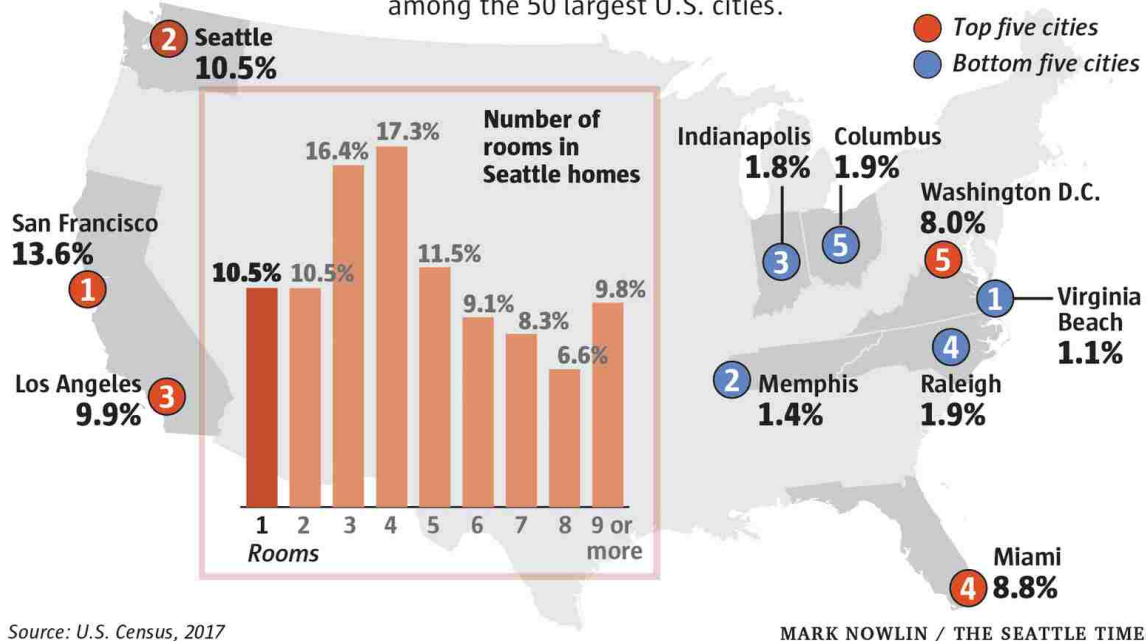 among the 50 largest U.S. cities.
Top five cities
Bottom five cities
2 Seattle
10.5%
San Francisco
13.6%
1
Los Angeles
9.9%
3
Number of
rooms in
Seattle homes
10.5%
10.5%
16.4%
17.3%
11.5%
9.1%
8.3%
6.6%
9.8%
1 2 3 4 5 6 7 8 9 or
more
Rooms
Indianapolis
1.8%
3
Columbus
1.9%
5
Washington D.C.
8.0%
5
1
Virginia
Beach
1.1%
2 Memphis
1.4%
4
Raleigh
1.9%
Miami
4 8.8%
Source: U.S. Census, 2017
MARK NOWLIN / THE SEATTLE TIME